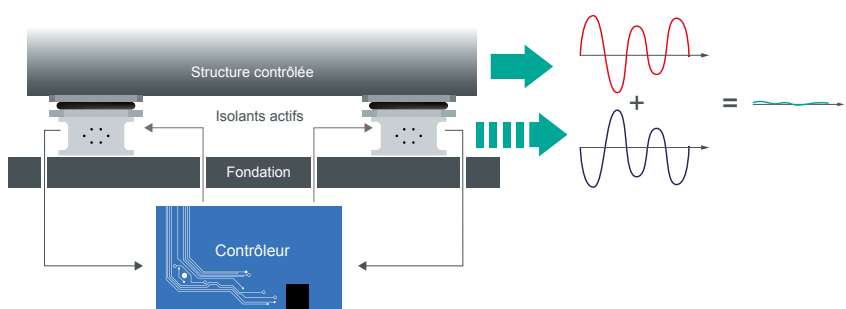 Structure contrôlée
Isolants actifs
+
=
Fondation
Contrôleur